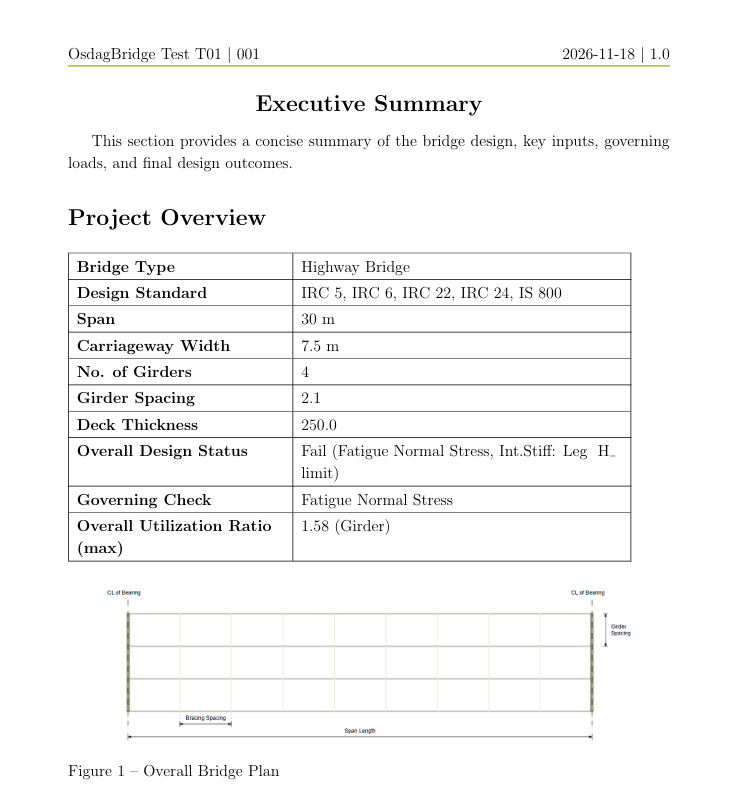 OsdagBridge Test T01 | 001 2026-11-18 | 1.0
Executive Summary
This section provides a concise summary of the bridge design, key inputs, governing
loads, and final design outcomes.
Project Overview
Bridge Type Highway Bridge
Design Standard IRC 5, IRC 6, IRC 22, IRC 24, IS 800
Span 30 m
Carriageway Width 7.5 m
No. of Girders 4
Girder Spacing 2.1
Deck Thickness 250.0
Overall Design Status Fail (Fatigue Normal Stress, Int.Stiff: Leg H_
limit)
Governing Check Fatigue Normal Stress
Overall Utilization Ratio 1.58 (Girder)
(max)
CL of Bearing CL of Bearing
Girder
Spacing
Bracing Spacing
Span Length
Figure 1 – Overall Bridge Plan